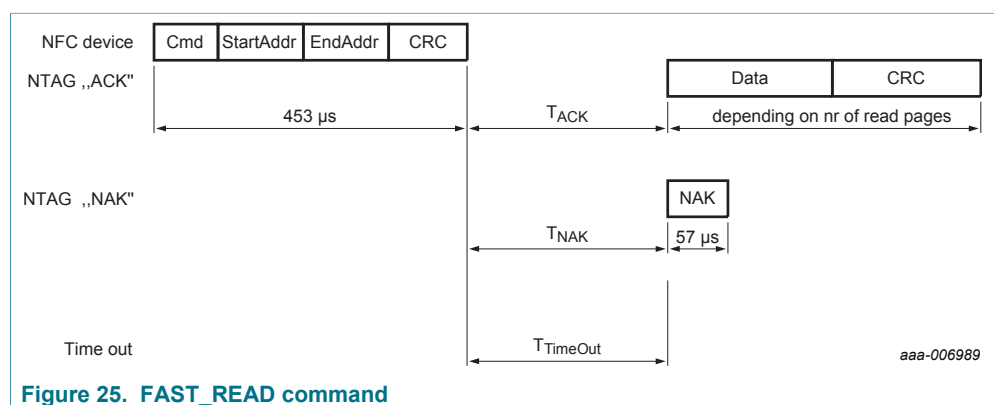 NFC device Cmd StartAddr EndAddr CRC
NTAG ,,ACK" Data CRC
453 µs TACK depending on nr of read pages
NTAG ,,NAK" NAK
TNAK 57 µs
Time out TTimeOut aaa-006989
Figure 25. FAST_READ command